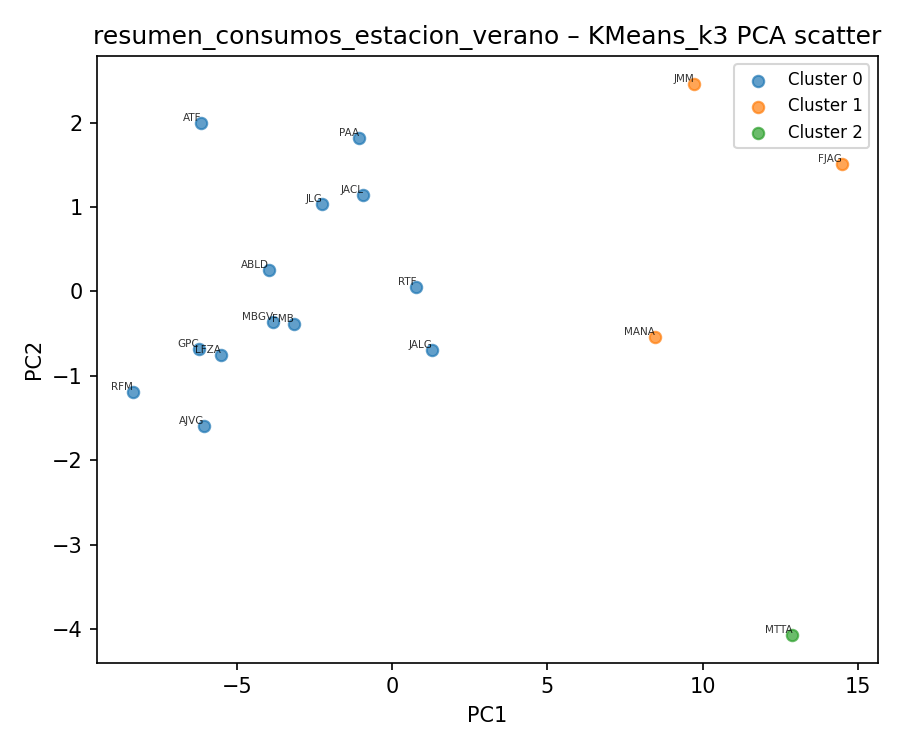 resumen_consumos_estacion_verano – KMeans_k3 PCA scatter
Cluster 0
Cluster 1
Cluster 2
JMM
ATF
PAA
FJAG
JACL
JLG
ABLD
RTF
MBGV
MANA
GPC
JALG
RFM
AJVG
MTTA
PC2
2
1
0
−1
−2
−3
−4
−5
0
5
10
15
PC1